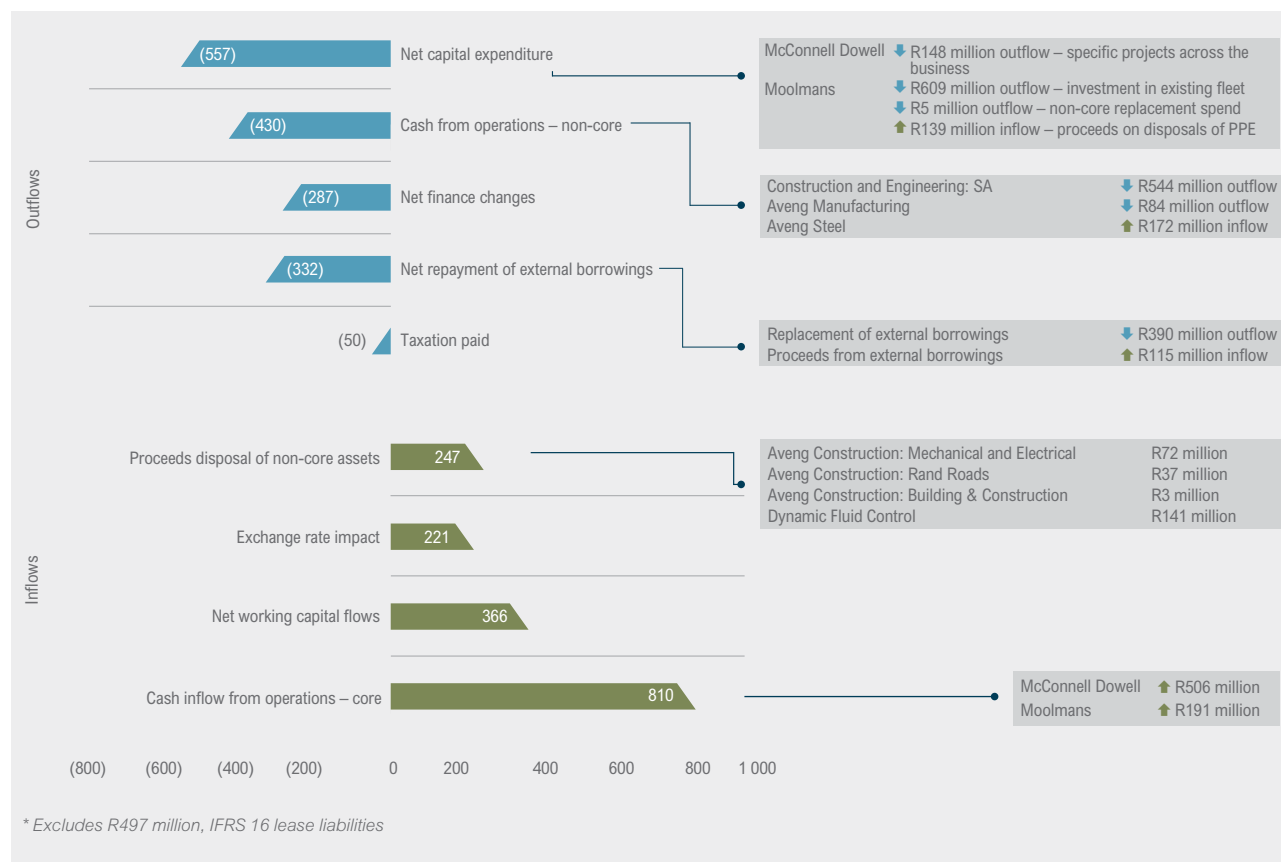 Outflows
(557) Net capital expenditure
McConnell Dowell R148 million outflow – specific projects across the
business
Moolmans R609 million outflow – investment in existing fleet
R5 million outflow – non-core replacement spend
R139 million inflow – proceeds on disposals of PPE
(430) Cash from operations – non-core
Construction and Engineering: SA R544 million outflow
Aveng Manufacturing R84 million outflow
Aveng Steel R172 million inflow
(287) Net finance changes
(332) Net repayment of external borrowings
Replacement of external borrowings R390 million outflow
Proceeds from external borrowings R115 million inflow
(50) Taxation paid
Inflows
Proceeds disposal of non-core assets 247
Aveng Construction: Mechanical and Electrical R72 million
Aveng Construction: Rand Roads R37 million
Aveng Construction: Building & Construction R3 million
Dynamic Fluid Control R141 million
Exchange rate impact 221
Net working capital flows 366
Cash inflow from operations – core 810
McConnell Dowell R506 million
Moolmans R191 million
(800) (600) (400) (200) 0 200 400 600 800 1 000
* Excludes R497 million, IFRS 16 lease liabilities